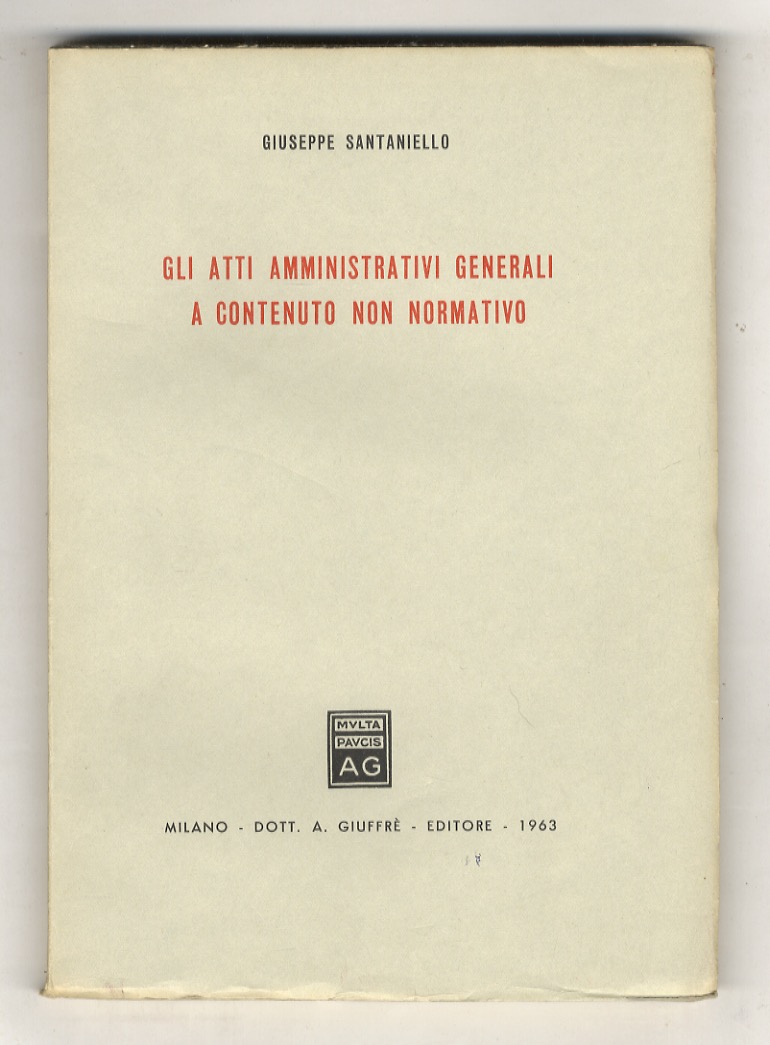 GIUSEPPE SANTANIELLO
GLI ATTI AMMINISTRATIVI GENERALI
A CONTENUTO NON NORMATIVO
MVLTA
PAVCIS
AG
MILANO - DOTT. A. GIUFFRÈ - EDITORE - 1963